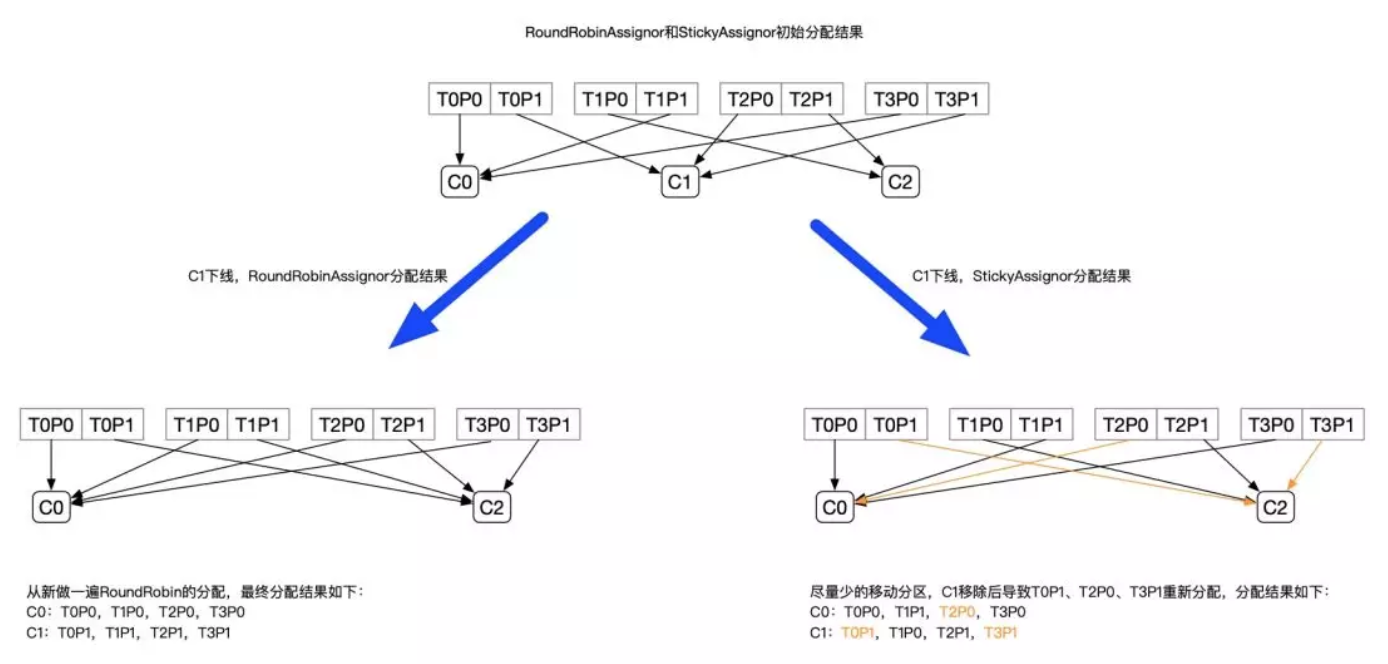 RoundRobinAssignor和StickyAssignor初始分配结果
T0P0 T0P1 T1P0 T1P1 T2P0 T2P1 T3P0 T3P1
C0 C1 C2
C1下线，RoundRobinAssignor分配结果
C1下线，StickyAssignor分配结果
T0P0 T0P1 T1P0 T1P1 T2P0 T2P1 T3P0 T3P1
C0 C2
从新做一遍RoundRobin的分配，最终分配结果如下：
C0：T0P0，T1P0，T2P0，T3P0
C1：T0P1，T1P1，T2P1，T3P1
T0P0 T0P1 T1P0 T1P1 T2P0 T2P1 T3P0 T3P1
C0 C2
尽量少的移动分区，C1移除后导致T0P1、T2P0、T3P1重新分配，分配结果如下：
C0：T0P0，T1P1，T2P0，T3P0
C1：T0P1，T1P0，T2P1，T3P1